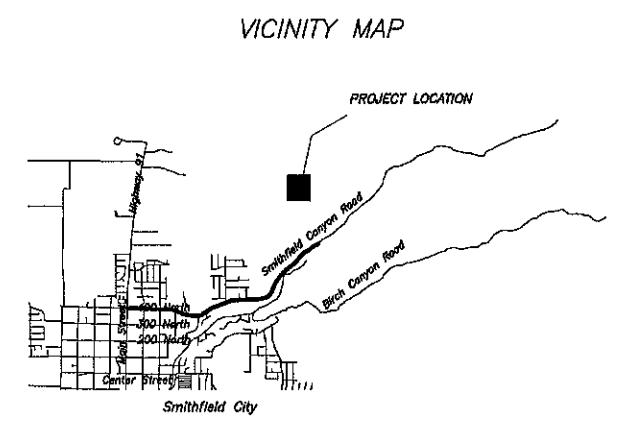 VICINITY MAP
PROJECT LOCATION
Highway 91
Smithfield Canyon Road
Birch Canyon Road
400 North
300 North
200 North
Main Street
Center Street
Smithfield City